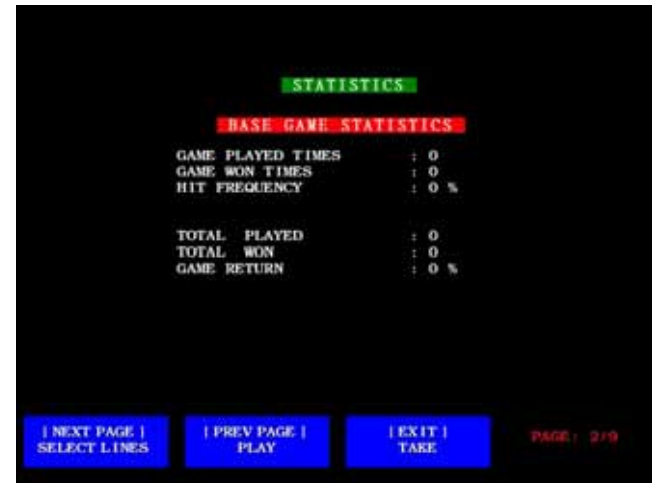 STATISTICS
BASE GAME STATISTICS
GAME PLAYED TIMES : 0
GAME WON TIMES : 0
HIT FREQUENCY : 0 %
TOTAL PLAYED : 0
TOTAL WON : 0
GAME RETURN : 0 %
| NEXT PAGE | | PREV PAGE | | EXIT |
SELECT LINES PLAY TAKE
PAGE: 2/9